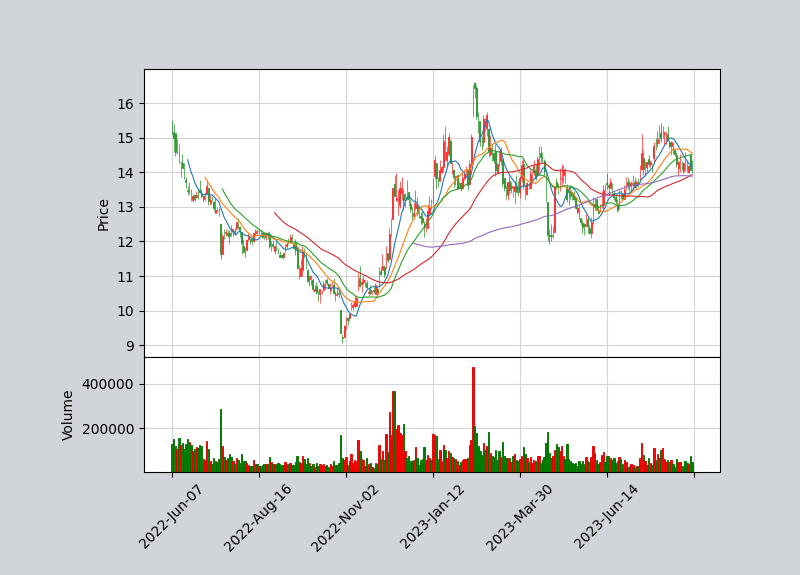 Price
16
15
14
13
12
11
10
9
Volume
400000
200000
2022-Jun-07
2022-Aug-16
2022-Nov-02
2023-Jan-12
2023-Mar-30
2023-Jun-14